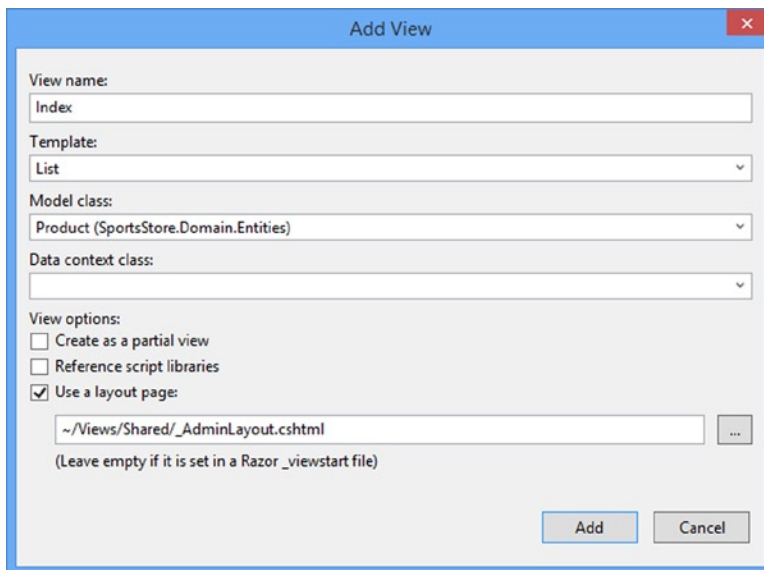 Add View
View name:
Index
Template:
List
Model class:
Product (SportsStore.Domain.Entities)
Data context class:
View options:
Create as a partial view
Reference script libraries
Use a layout page:
~/Views/Shared/_AdminLayout.cshtml
...
(Leave empty if it is set in a Razor _viewstart file)
Add Cancel